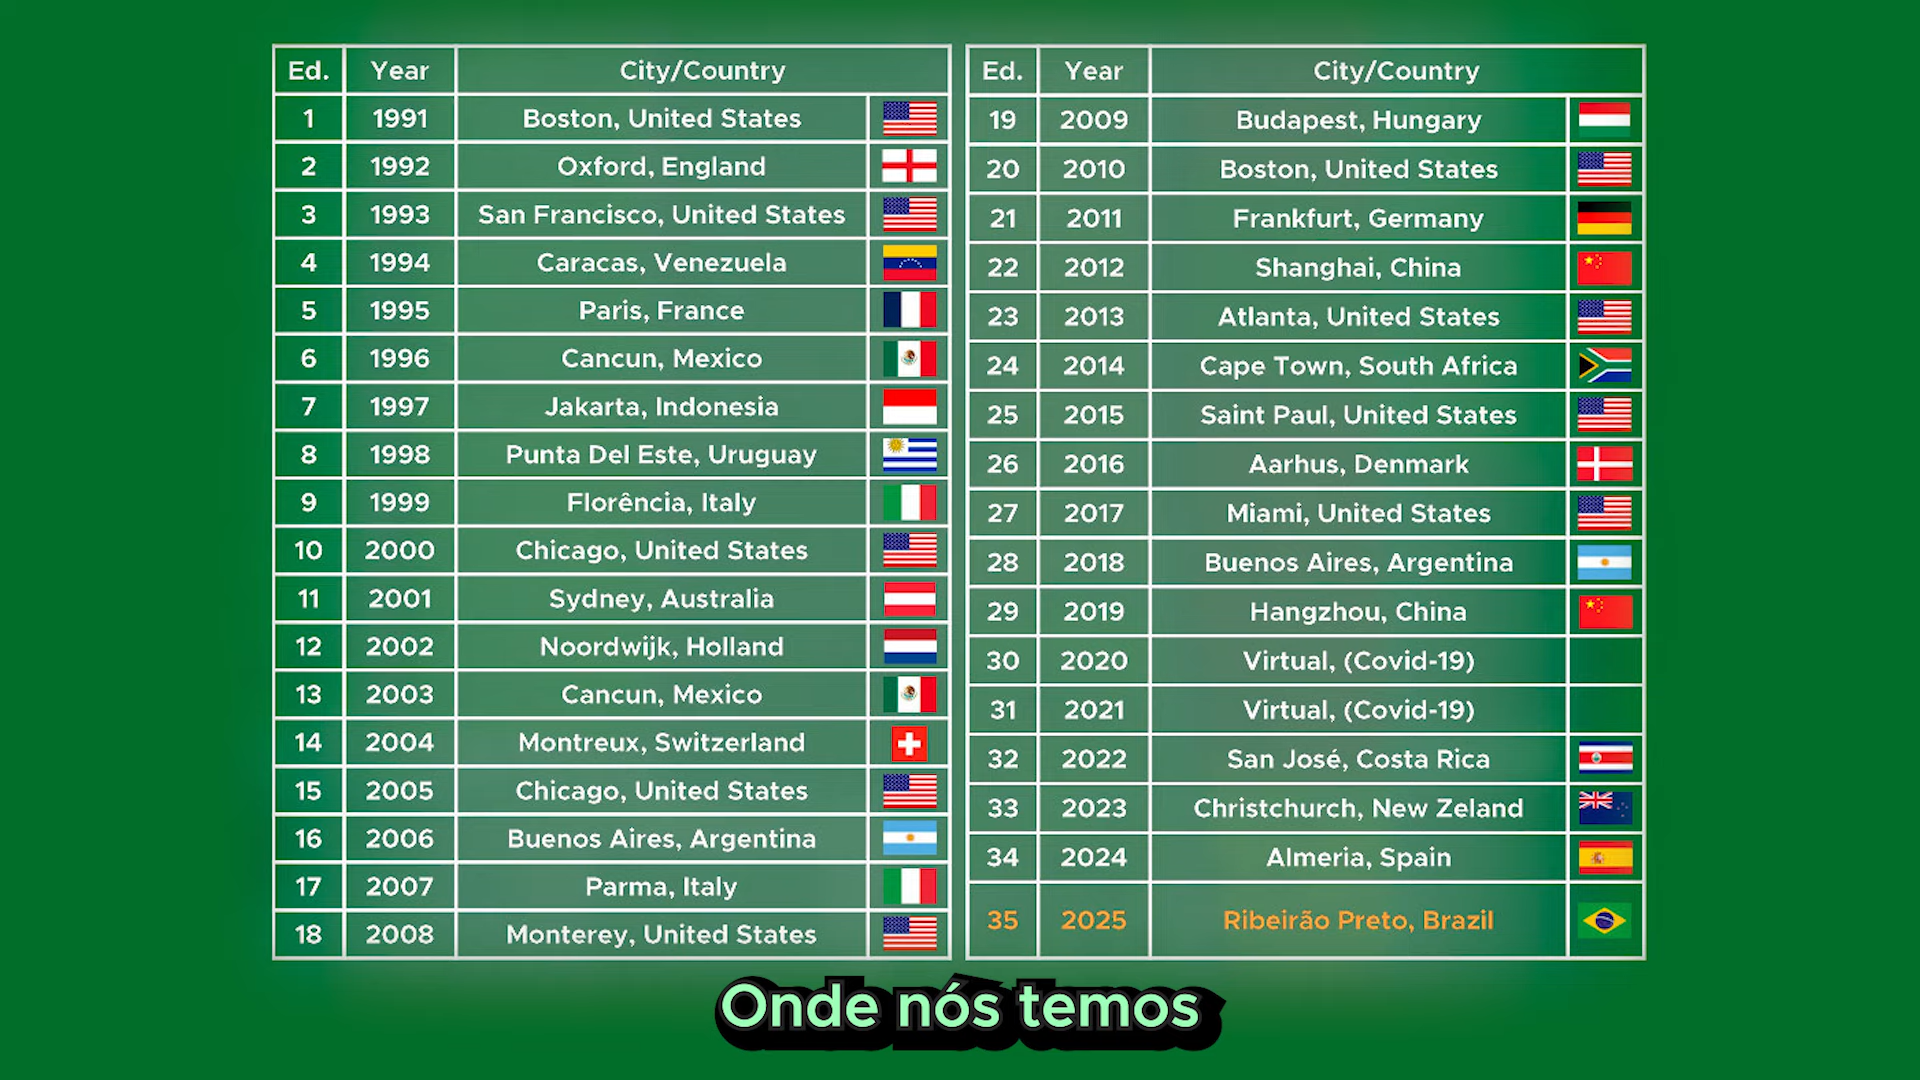 Ed. Year City/Country
1 1991 Boston, United States
2 1992 Oxford, England
3 1993 San Francisco, United States
4 1994 Caracas, Venezuela
5 1995 Paris, France
6 1996 Cancun, Mexico
7 1997 Jakarta, Indonesia
8 1998 Punta Del Este, Uruguay
9 1999 Florência, Italy
10 2000 Chicago, United States
11 2001 Sydney, Australia
12 2002 Noordwijk, Holland
13 2003 Cancun, Mexico
14 2004 Montreux, Switzerland
15 2005 Chicago, United States
16 2006 Buenos Aires, Argentina
17 2007 Parma, Italy
18 2008 Monterey, United States
Ed. Year City/Country
19 2009 Budapest, Hungary
20 2010 Boston, United States
21 2011 Frankfurt, Germany
22 2012 Shanghai, China
23 2013 Atlanta, United States
24 2014 Cape Town, South Africa
25 2015 Saint Paul, United States
26 2016 Aarhus, Denmark
27 2017 Miami, United States
28 2018 Buenos Aires, Argentina
29 2019 Hangzhou, China
30 2020 Virtual, (Covid-19)
31 2021 Virtual, (Covid-19)
32 2022 San José, Costa Rica
33 2023 Christchurch, New Zeland
34 2024 Almeria, Spain
35 2025 Ribeirão Preto, Brazil
Onde nós temos